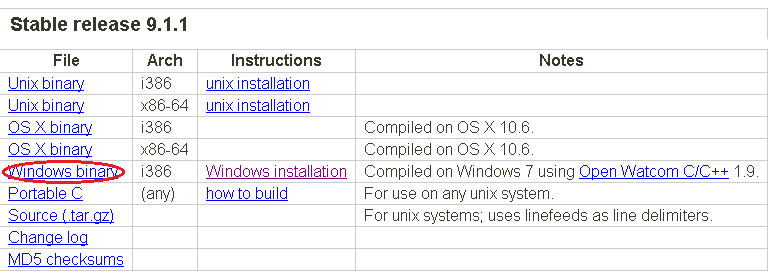 Stable release 9.1.1
File Arch Instructions Notes
Unix binary i386 unix installation
Unix binary x86-64 unix installation
OS X binary i386 Compiled on OS X 10.6.
OS X binary x86-64 Compiled on OS X 10.6.
Windows binary i386 Windows installation Compiled on Windows 7 using Open Watcom C/C++ 1.9.
Portable C (any) how to build For use on any unix system.
Source (.tar.gz) For unix systems; uses linefeeds as line delimiters.
Change log
MD5 checksums